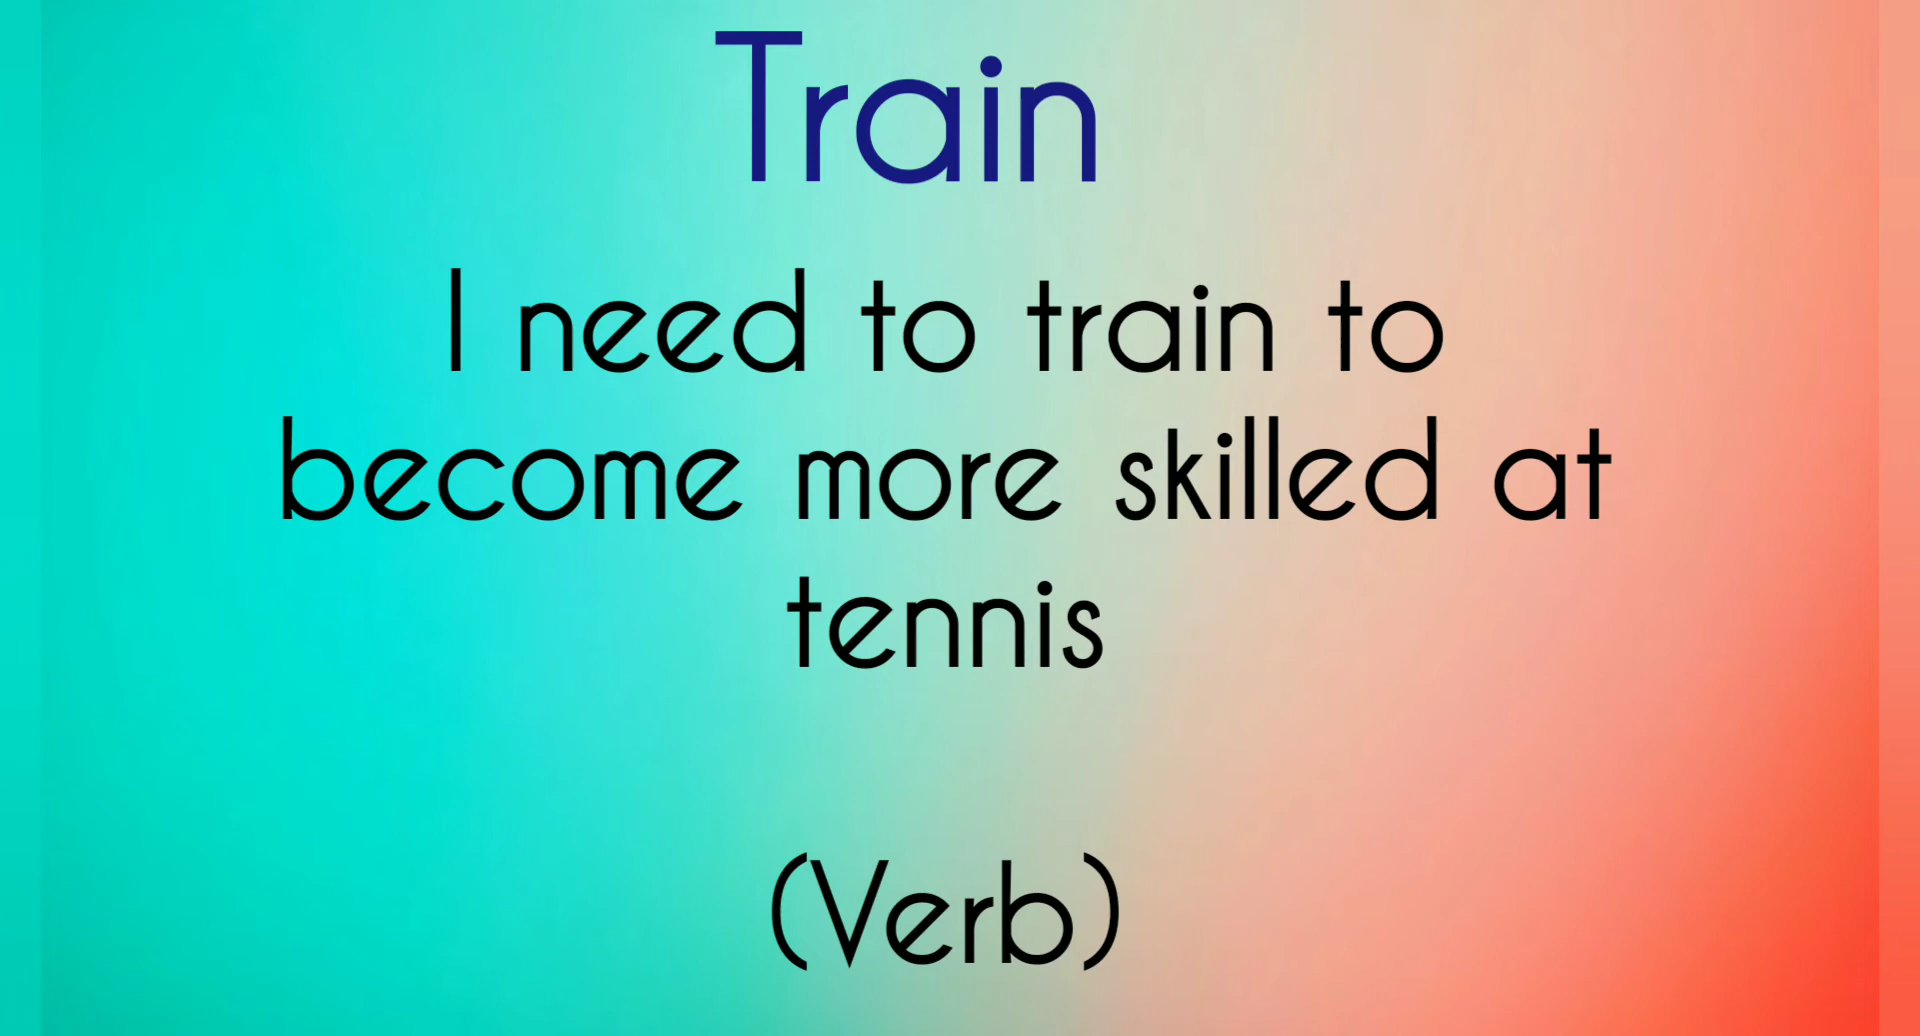 Train
I need to train to
become more skilled at
tennis
(Verb)